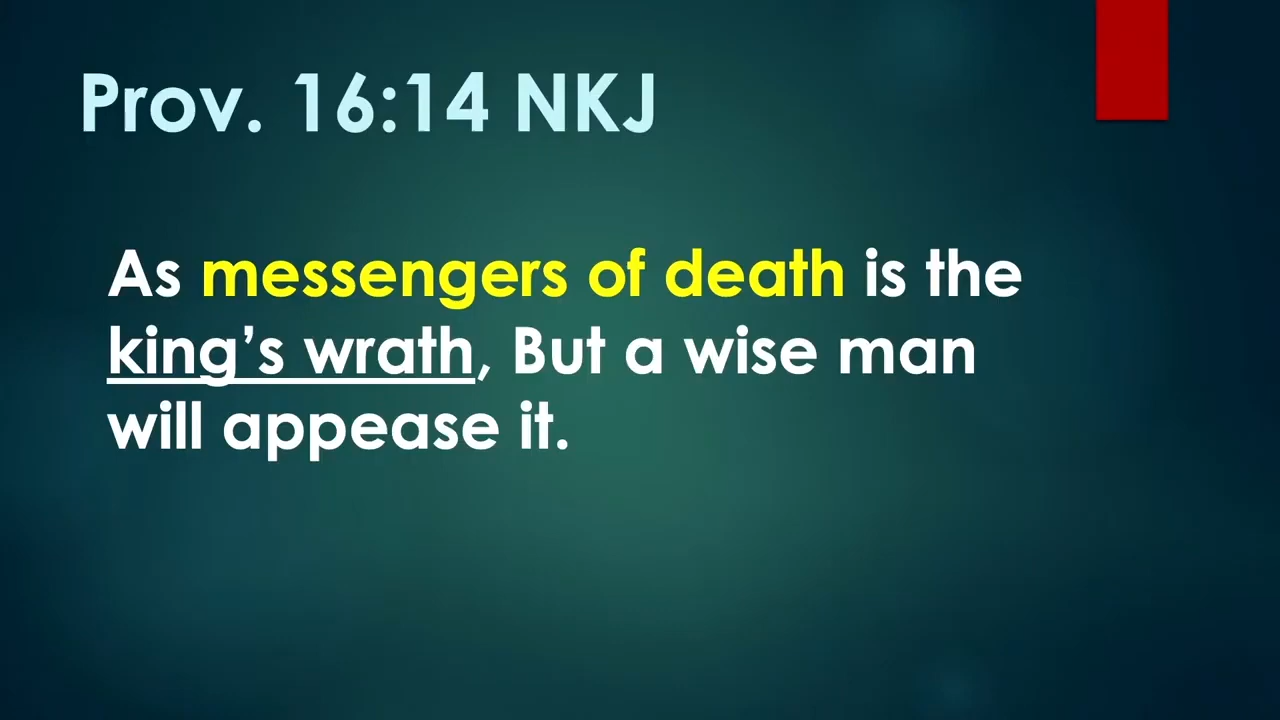 Prov. 16:14 NKJ
As messengers of death is the
king’s wrath, But a wise man
will appease it.